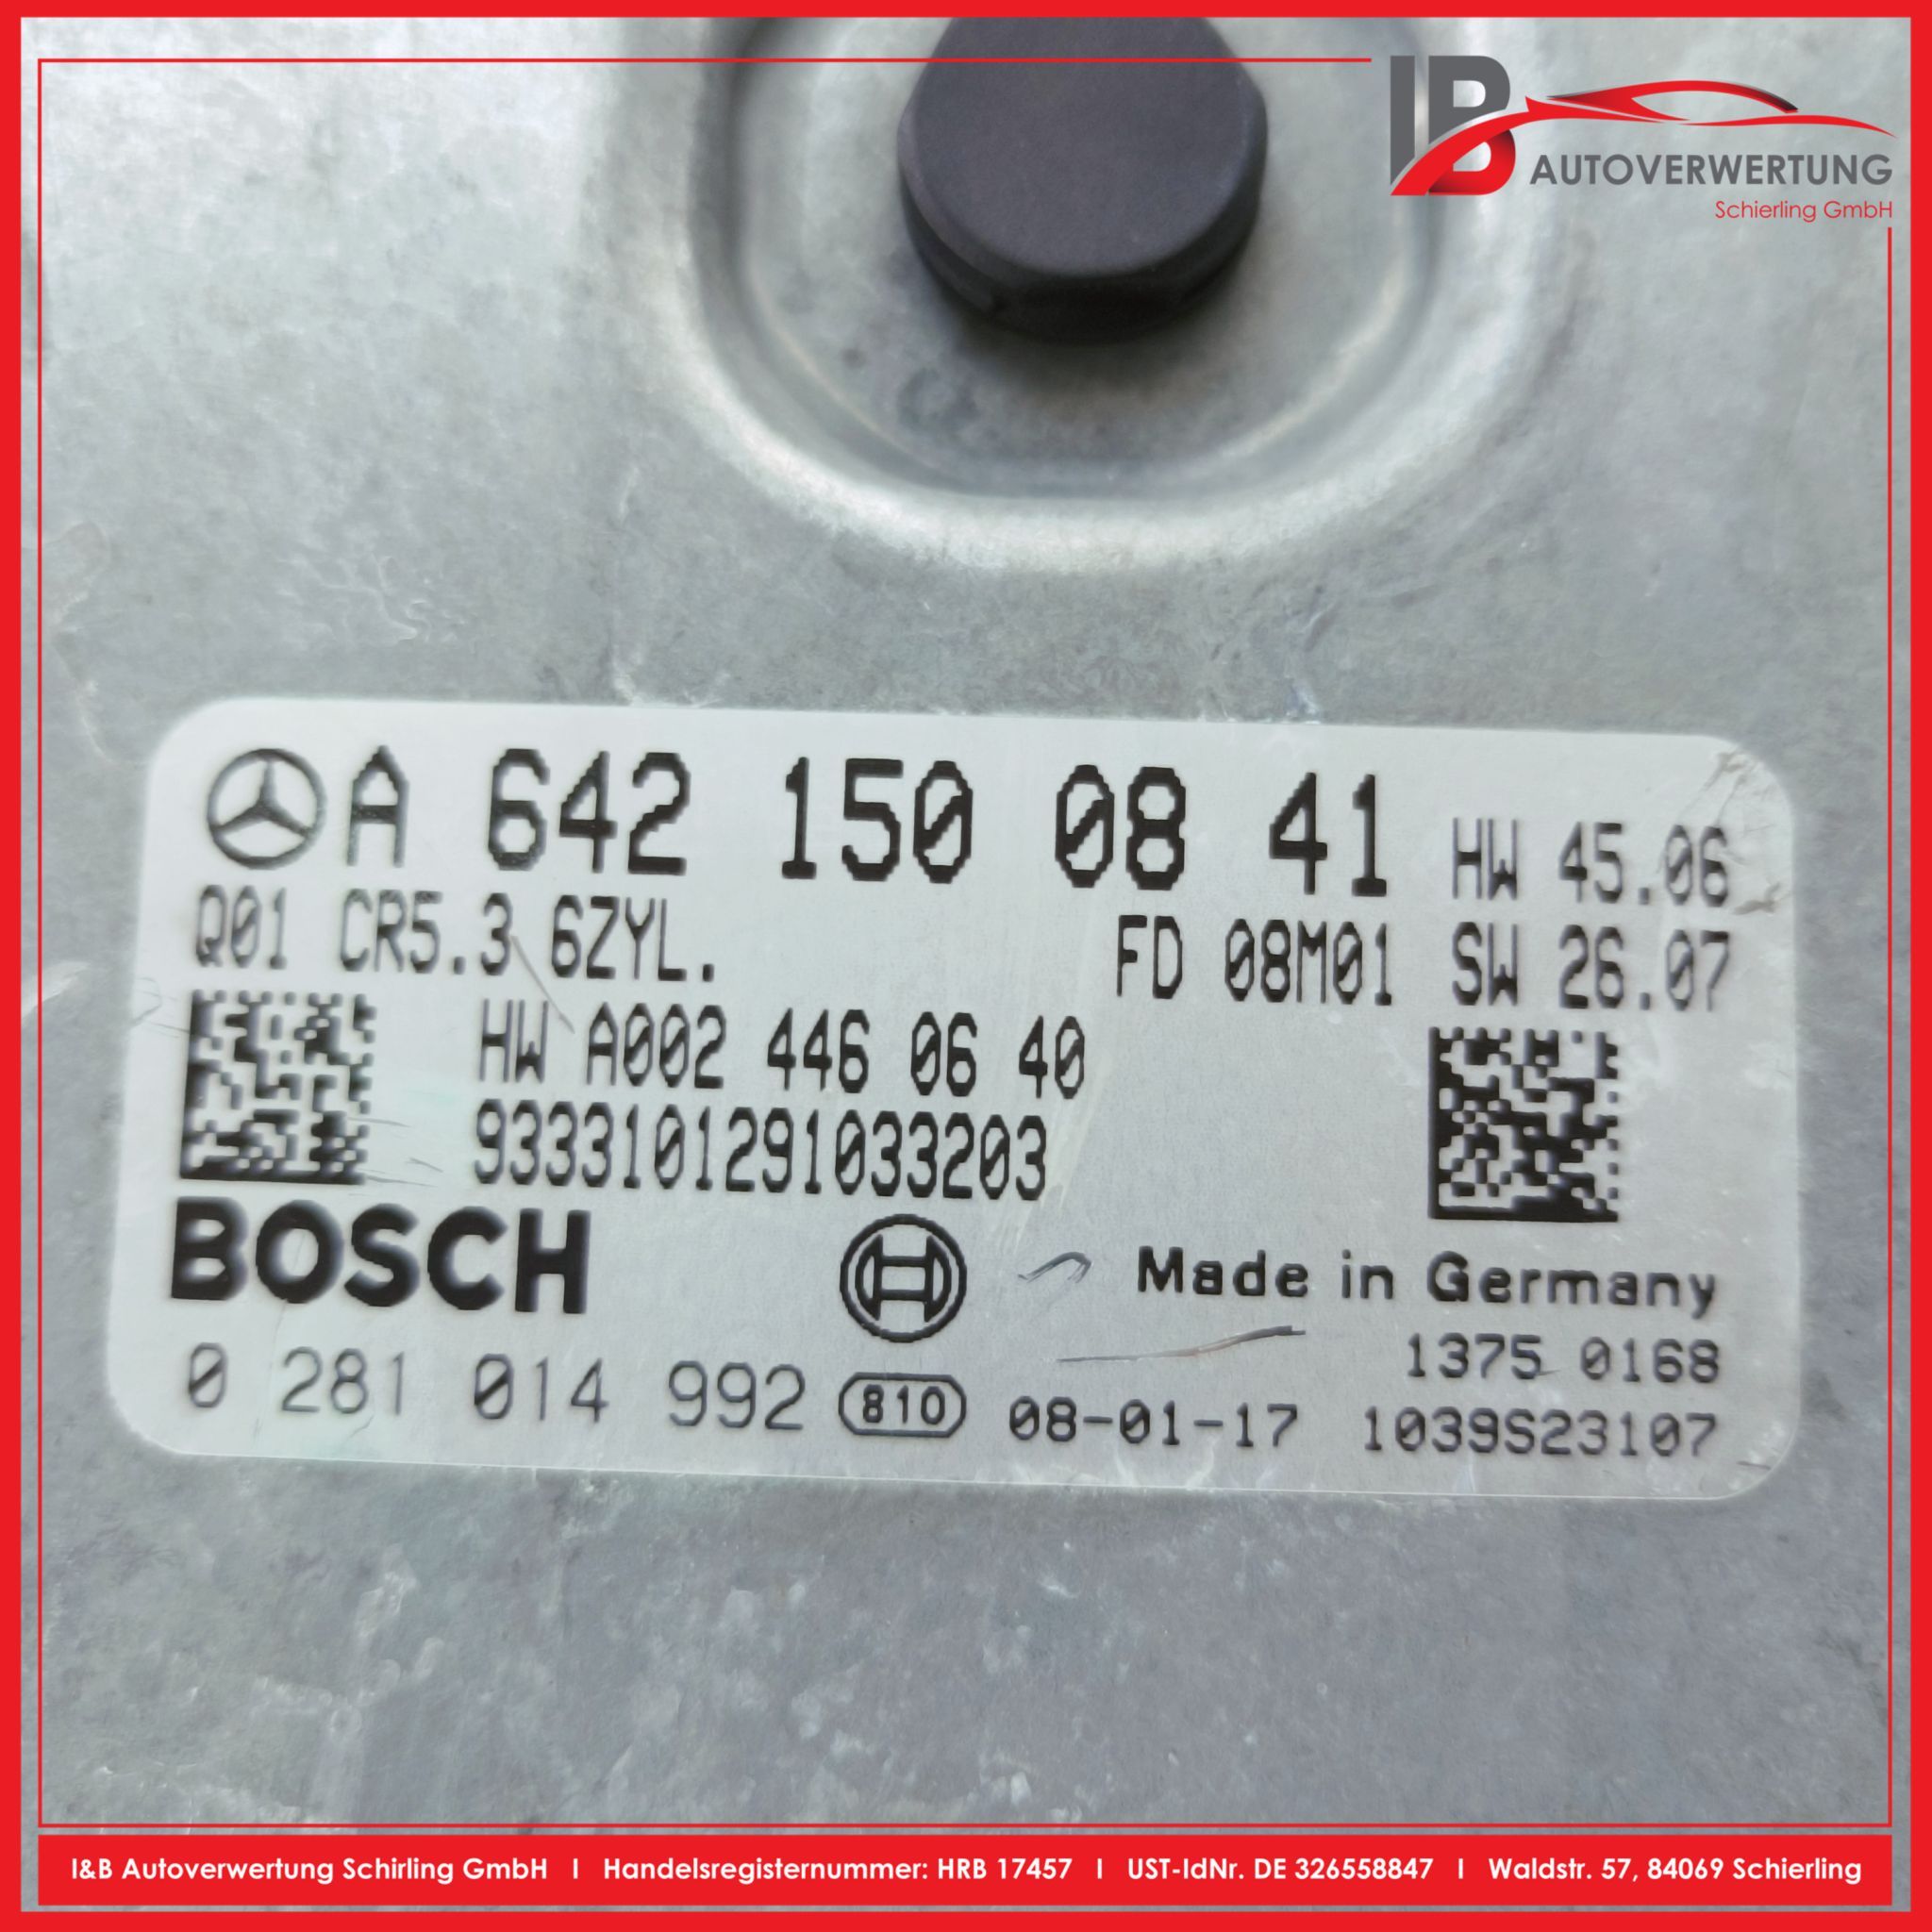 IB
AUTOVERWERTUNG
Schierling GmbH
A 642 150 08 41 HW 45.06
Q01 CR5.3 6ZYL. FD 08M01 SW 26.07
HW A002 446 06 40
9333101291033203
BOSCH
Made in Germany
1375 0168
0 281 014 992 810 08-01-17 1039S23107
I&B Autoverwertung Schirling GmbH I Handelsregisternummer: HRB 17457 I UST-IdNr. DE 326558847 I Waldstr. 57, 84069 Schierling